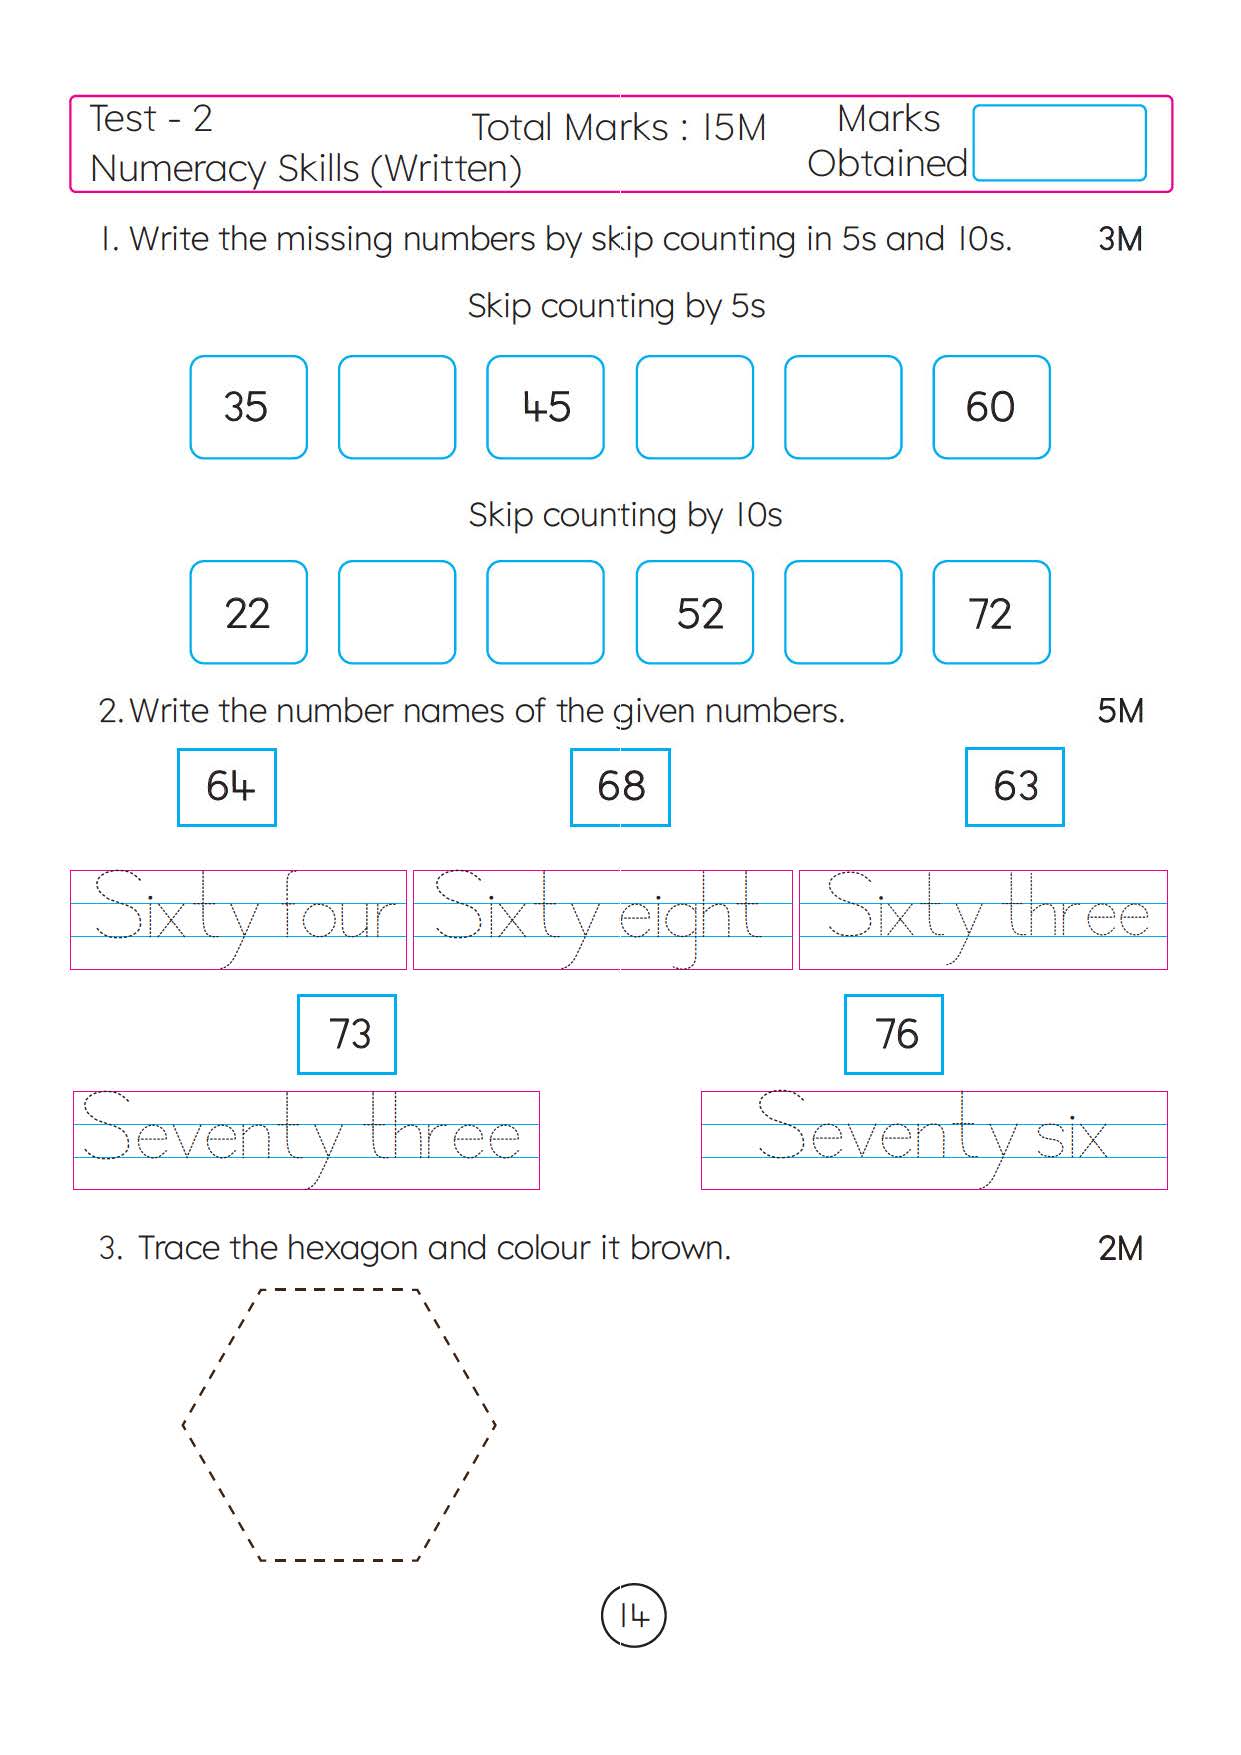 Test - 2
Total Marks : 15M
Marks
Numeracy Skills (Written)
Obtained
1. Write the missing numbers by skip counting in 5s and 10s. 3M
Skip counting by 5s
35 45 60
Skip counting by 10s
22 52 72
2. Write the number names of the given numbers. 5M
64 68 63
Sixty four Sixty eight Sixty three
73 76
Seventy three Seventy six
3. Trace the hexagon and colour it brown. 2M
14